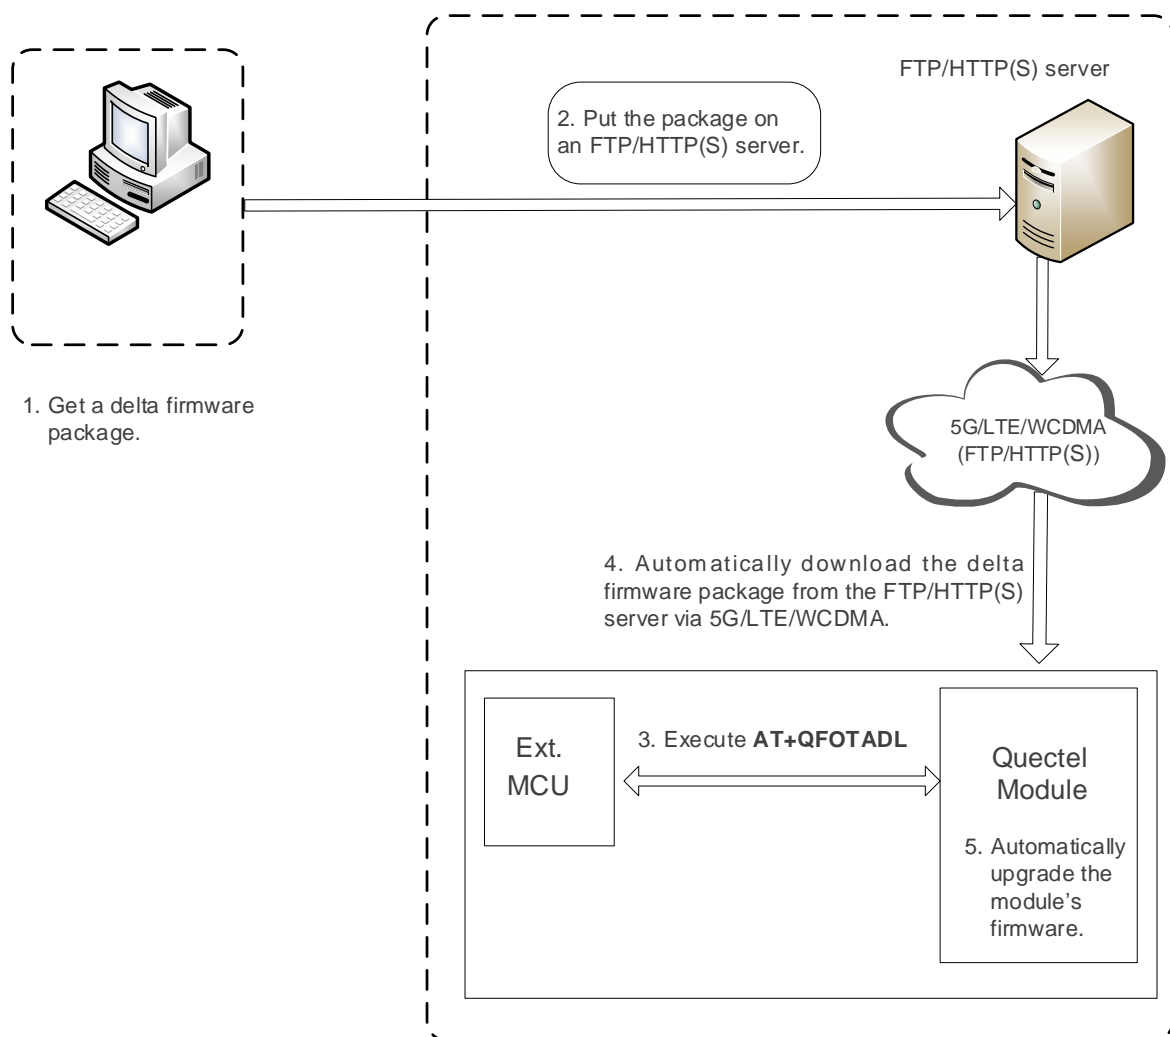 FTP/HTTP(S) server
2. Put the package on
an FTP/HTTP(S) server.
1. Get a delta firmware
package.
5G/LTE/WCDMA
(FTP/HTTP(S))
4. Automatically download the delta
firmware package from the FTP/HTTP(S)
server via 5G/LTE/WCDMA.
Ext.
MCU
3. Execute AT+QFOTADL
Quectel
Module
5. Automatically
upgrade the
module’s
firmware.